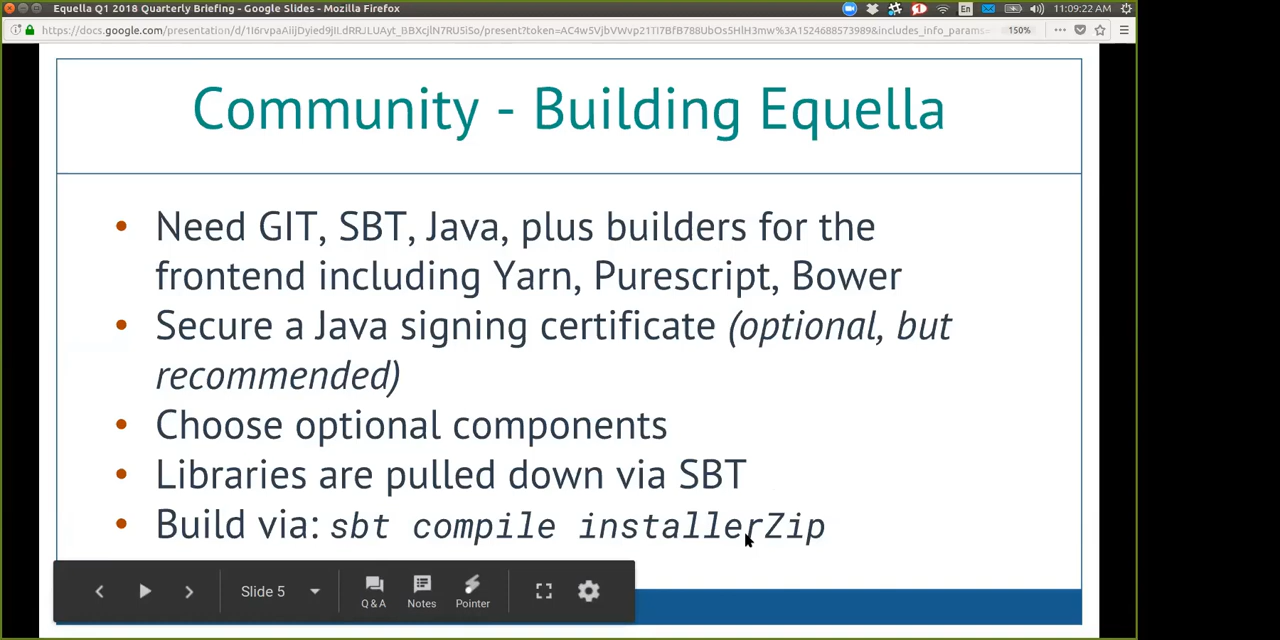 Equella Q1 2018 Quarterly Briefing - Google Slides - Mozilla Firefox
1 En 11:09:22 AM
150%
Community - Building Equella
• Need GIT, SBT, Java, plus builders for the
frontend including Yarn, Purescript, Bower
• Secure a Java signing certificate (optional, but
recommended)
• Choose optional components
• Libraries are pulled down via SBT
• Build via: sbt compile installerZip
Slide 5
Q & A Notes Pointer